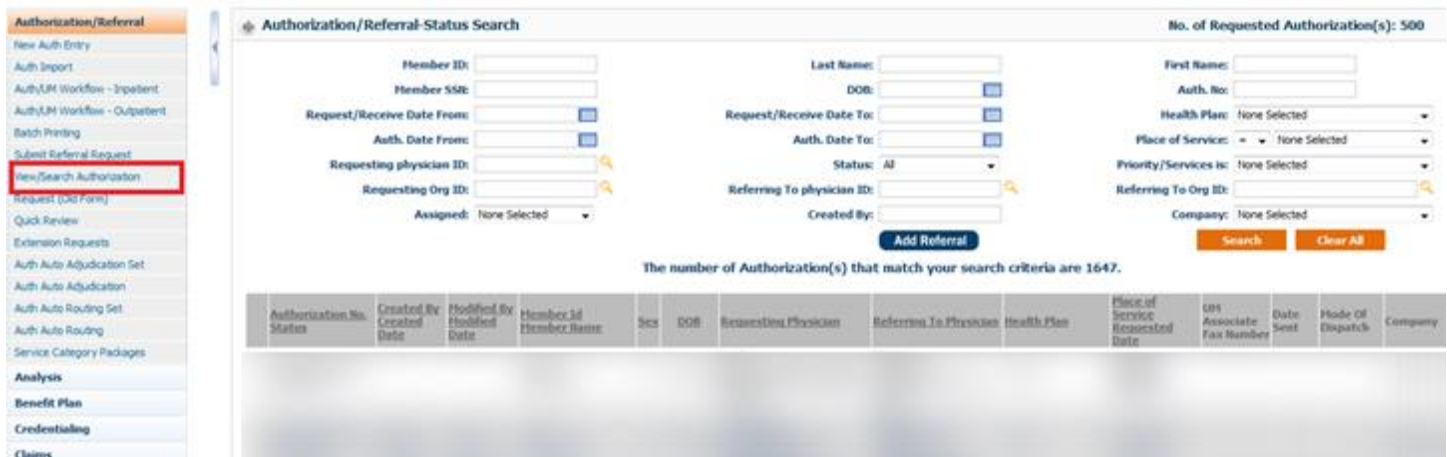 Authorization/Referral
New Auth Entry
Auth Import
Auth/UM Workflow - Inpatient
Auth/UM Workflow - Outpatient
Batch Printing
Submit Referral Request
View/Search Authorization
Request (Old Form)
Quick Review
Extension Requests
Auth Auto Adjudication Set
Auth Auto Adjudication
Auth Auto Routing Set
Auth Auto Routing
Service Category Packages
Analysis
Benefit Plan
Credentialing
Claims
Authorization/Referral-Status Search No. of Requested Authorization(s): 500
Member ID: Last Name: First Name:
Member SSN: DOB: Auth. No:
Request/Receive Date From: Request/Receive Date To: Health Plan: None Selected
Auth. Date From: Auth. Date To: Place of Service: = None Selected
Requesting physician ID: Status: All Priority/Services is: None Selected
Requesting Org ID: Referring To physician ID: Referring To Org ID:
Assigned: None Selected Created By: Company: None Selected
Add Referral Search Clear All
The number of Authorization(s) that match your search criteria are 1647.
Authorization No. Status
Created By Created Date
Modified By Modified Date
Member Id Member Name
Sex
DOB
Requesting Physician
Referring To Physician
Health Plan
Place of Service Requested Date
UM Associate Fax Number
Date Sent
Mode Of Dispatch
Company